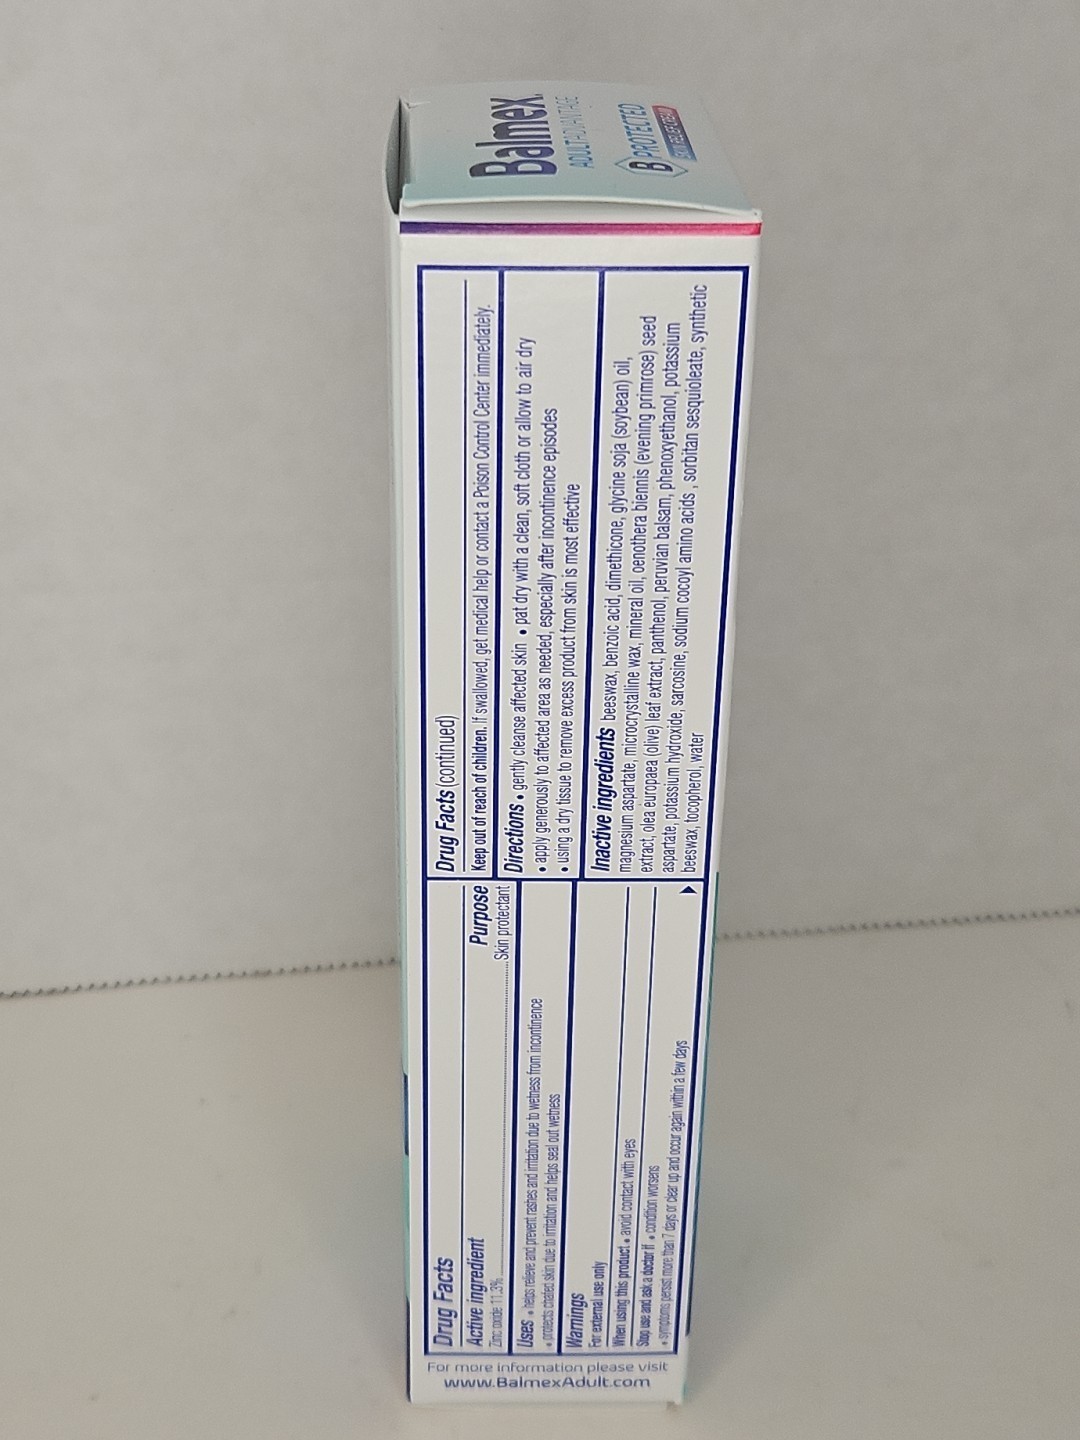 Balmex
ADULTADVANTAGE
B PROTECTED
Drug Facts
Active ingredient
Purpose
Zinc oxide 11.3% Skin protectant
Uses • helps relieve and prevent rashes and irritation due to wetness from incontinence
• protects chafed skin due to irritation and helps seal out wetness
Warnings
For external use only
When using this product • avoid contact with eyes
Stop use and ask a doctor if • condition worsens
• symptoms persist more than 7 days or clear up and occur again within a few days
Drug Facts (continued)
Keep out of reach of children. If swallowed, get medical help or contact a Poison Control Center immediately.
Directions • gently cleanse affected skin • pat dry with a clean, soft cloth or allow to air dry
• apply generously to affected area as needed, especially after incontinence episodes
• using a dry tissue to remove excess product from skin is most effective
Inactive ingredients beeswax, benzoic acid, dimethicone, glycine soja (soybean) oil,
magnesium aspartate, microcrystalline wax, mineral oil, oenothera biennis (evening primrose) seed
extract, olea europaea (olive) leaf extract, panthenol, peruvian balsam, phenoxyethanol, potassium
aspartate, potassium hydroxide, sarcosine, sodium cocoyl amino acids , sorbitan sesquioleate, synthetic
beeswax, tocopherol, water
For more information please visit
www.BalmexAdult.com